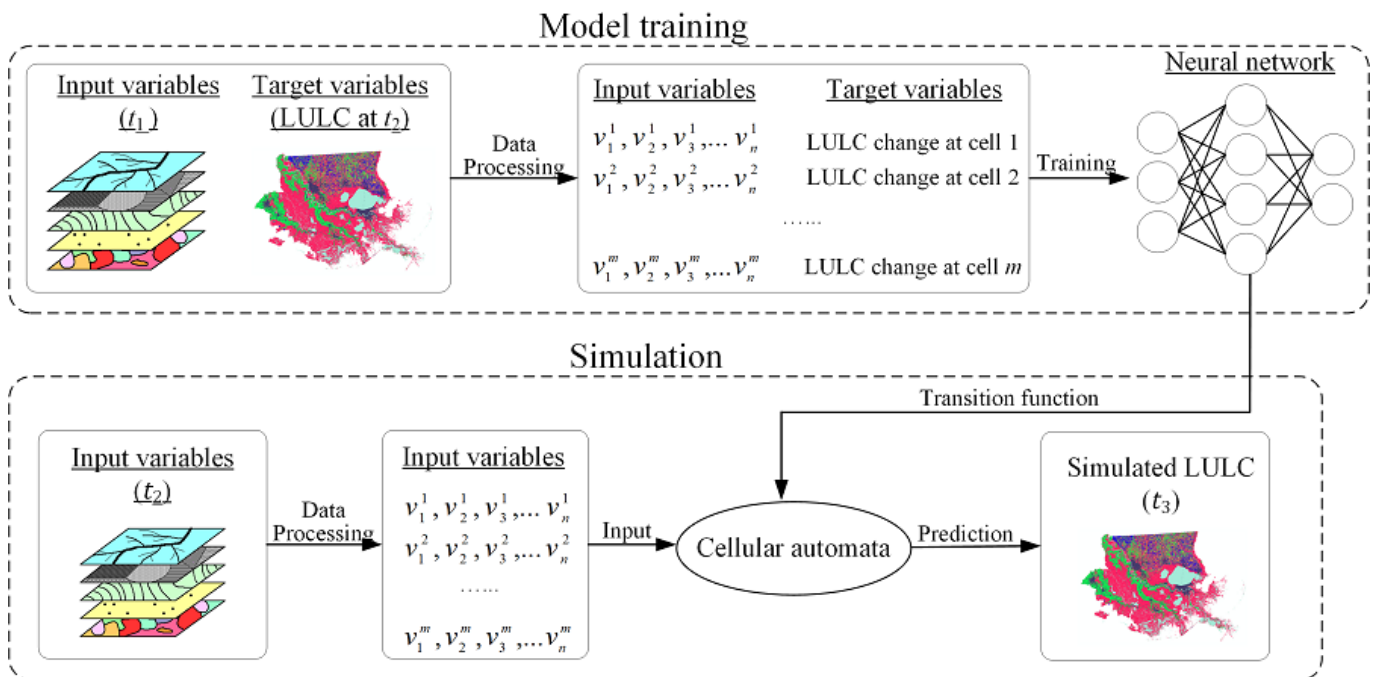 Model training
Input variables
(t₁)
Target variables
(LULC at t₂)
Data
Processing
Input variables
v₁¹, v₂¹, v₃¹,... vₙ¹
v₁², v₂², v₃²,... vₙ²
v₁ᵐ, v₂ᵐ, v₃ᵐ,... vₙᵐ
Target variables
LULC change at cell 1
LULC change at cell 2
......
LULC change at cell m
Training
Neural network
Simulation
Transition function
Input variables
(t₂)
Data
Processing
Input variables
v₁¹, v₂¹, v₃¹,... vₙ¹
v₁², v₂², v₃²,... vₙ²
......
v₁ᵐ, v₂ᵐ, v₃ᵐ,... vₙᵐ
Input
Cellular automata
Prediction
Simulated LULC
(t₃)